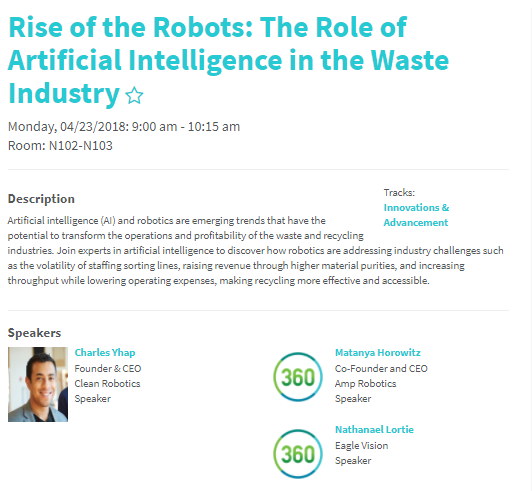 Rise of the Robots: The Role of
Artificial Intelligence in the Waste
Industry
Monday, 04/23/2018: 9:00 am - 10:15 am
Room: N102-N103
Description
Tracks:
Innovations &
Advancement
Artificial intelligence (AI) and robotics are emerging trends that have the
potential to transform the operations and profitability of the waste and recycling
industries. Join experts in artificial intelligence to discover how robotics are addressing industry challenges such
as the volatility of staffing sorting lines, raising revenue through higher material purities, and increasing
throughput while lowering operating expenses, making recycling more effective and accessible.
Speakers
Charles Yhap
Founder & CEO
Clean Robotics
Speaker
360
Matanya Horowitz
Co-Founder and CEO
Amp Robotics
Speaker
360
Nathanael Lortie
Eagle Vision
Speaker